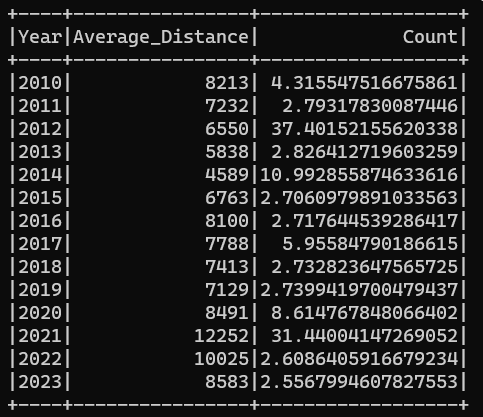 +----+----------------+------------------+
|Year|Average_Distance|             Count|
+----+----------------+------------------+
|2010|            8213| 4.315547516675861|
|2011|            7232|  2.79317830087446|
|2012|            6550| 37.40152155620338|
|2013|            5838| 2.826412719603259|
|2014|            4589|10.992855874633616|
|2015|            6763|2.7060979891033563|
|2016|            8100| 2.717644539286417|
|2017|            7788|  5.95584790186615|
|2018|            7413| 2.732823647565725|
|2019|            7129|2.7399419700479437|
|2020|            8491| 8.614767848066402|
|2021|           12252| 31.44004147269052|
|2022|           10025|2.6086405916679234|
|2023|            8583|2.5567994607827553|
+----+----------------+------------------+